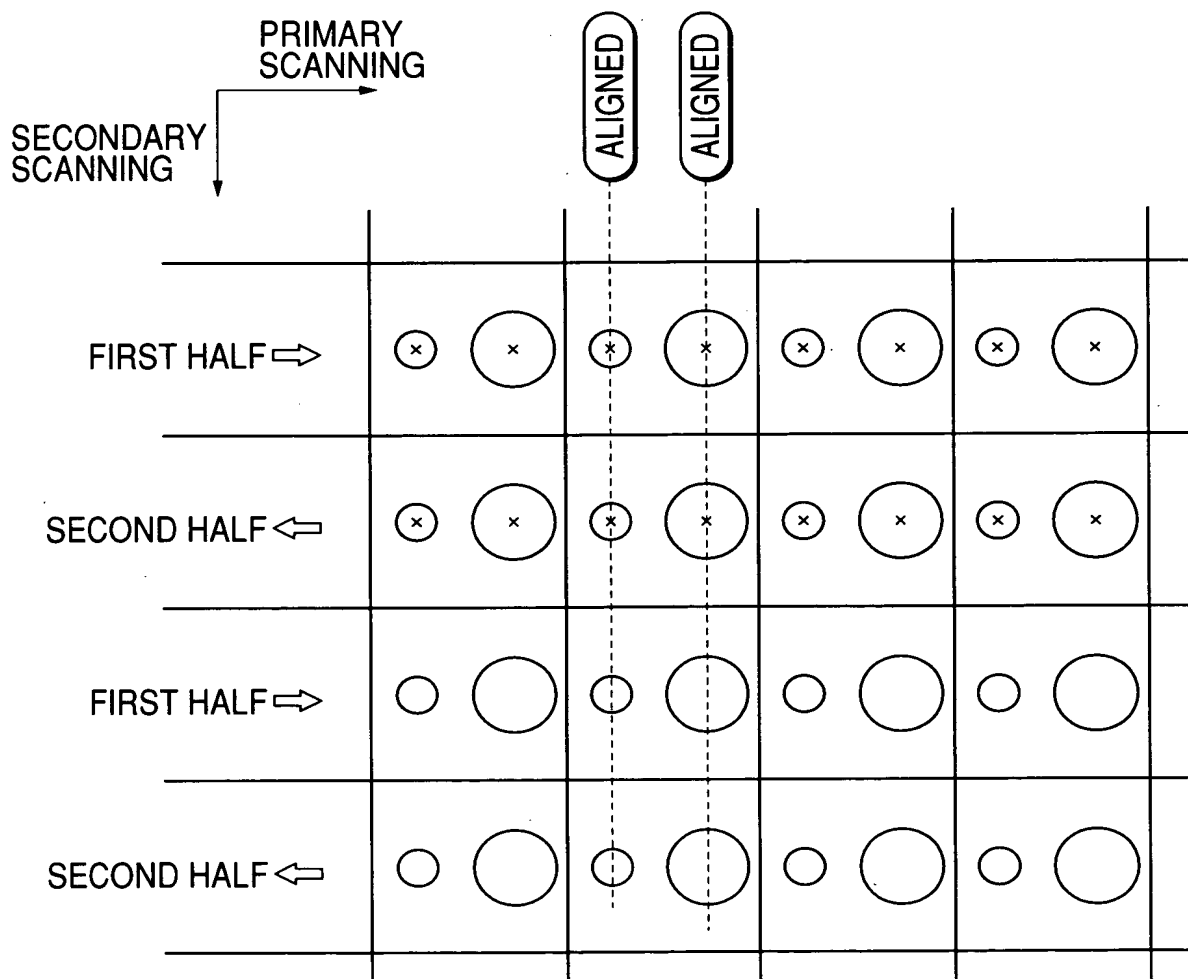 PRIMARY
SCANNING
SECONDARY
SCANNING
ALIGNED
ALIGNED
FIRST HALF
SECOND HALF
FIRST HALF
SECOND HALF